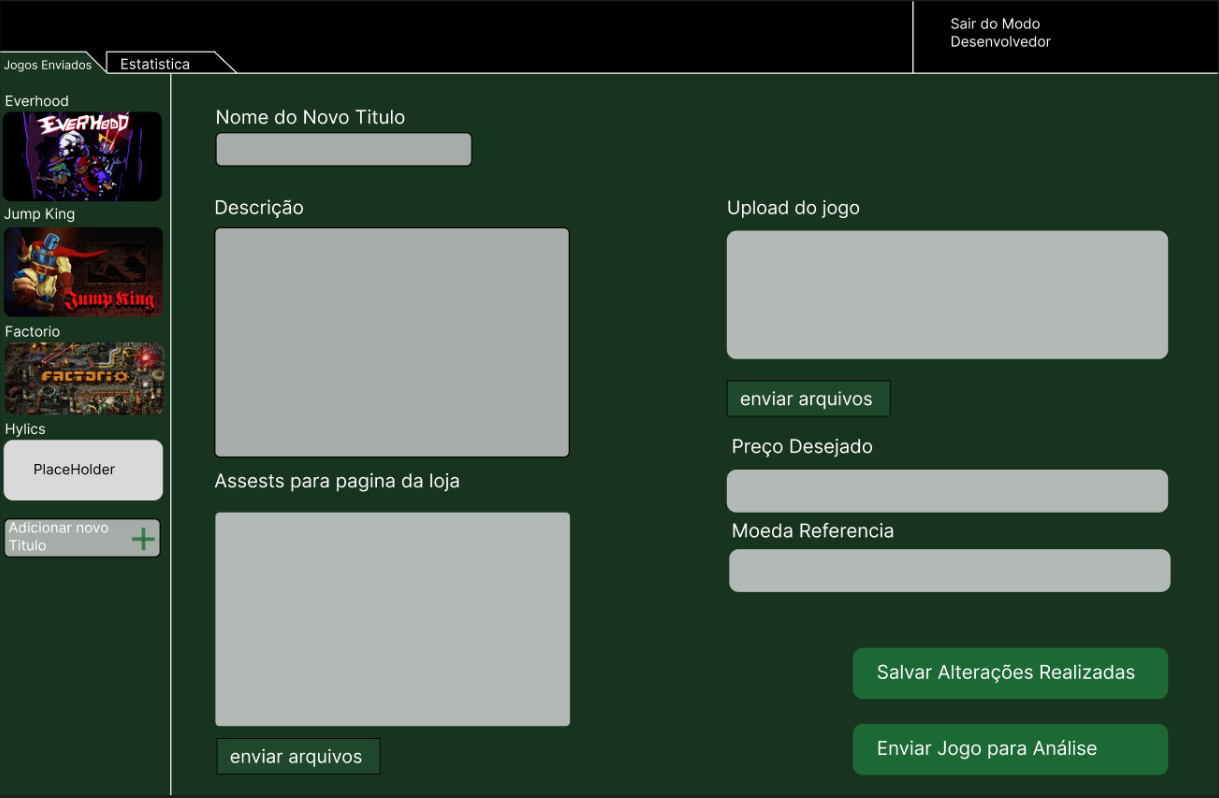 Sair do Modo
Desenvolvedor
Jogos Enviados
Estatistica
Everhood
EVERHOOD
Jump King
Jump King
Factorio
FACTORIO
Hylics
PlaceHolder
Adicionar novo
Titulo
Nome do Novo Titulo
Descrição
Assests para pagina da loja
enviar arquivos
Upload do jogo
enviar arquivos
Preço Desejado
Moeda Referencia
Salvar Alterações Realizadas
Enviar Jogo para Análise